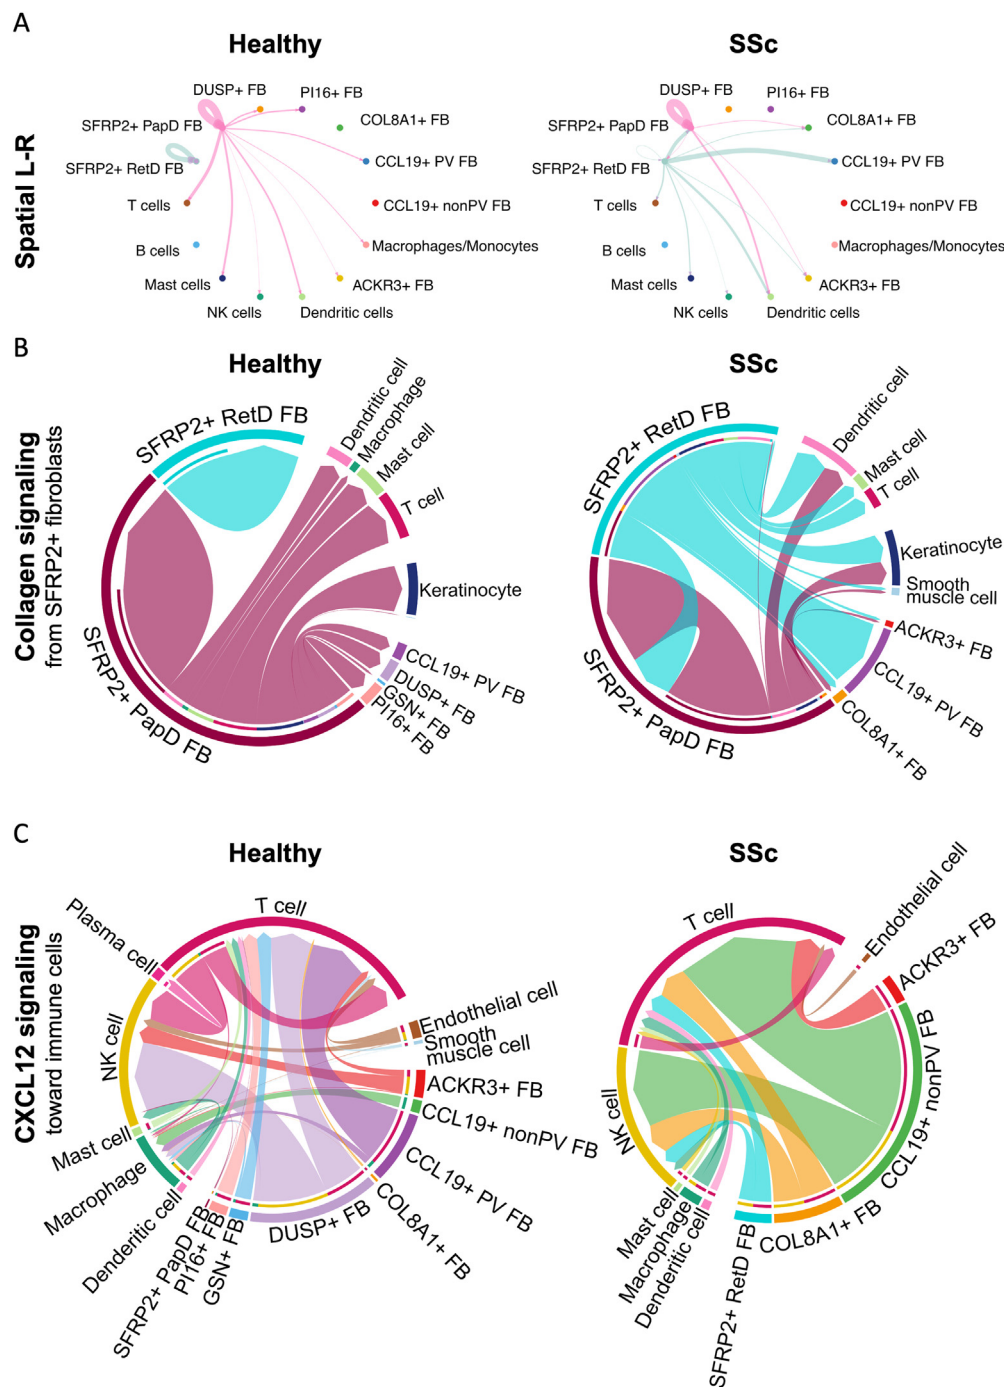 A
Healthy
SSc
Spatial L-R
DUSP+ FB
PI16+ FB
SFRP2+ PapD FB
COL8A1+ FB
SFRP2+ RetD FB
CCL19+ PV FB
T cells
CCL19+ nonPV FB
B cells
Macrophages/Monocytes
Mast cells
ACKR3+ FB
NK cells
Dendritic cells
DUSP+ FB
PI16+ FB
SFRP2+ PapD FB
COL8A1+ FB
SFRP2+ RetD FB
CCL19+ PV FB
T cells
CCL19+ nonPV FB
B cells
Macrophages/Monocytes
Mast cells
ACKR3+ FB
NK cells
Dendritic cells
B
Healthy
SSc
Collagen signaling
from SFRP2+ fibroblasts
SFRP2+ RetD FB
Dendritic cell
Macrophage
Mast cell
T cell
Keratinocyte
CCL19+ PV FB
DUSP+ FB
GSN+ FB
PI16+ FB
SFRP2+ PapD FB
SFRP2+ RetD FB
Dendritic cell
Mast cell
T cell
Keratinocyte
Smooth
muscle cell
ACKR3+ FB
CCL19+ PV FB
COL8A1+ FB
SFRP2+ PapD FB
C
Healthy
SSc
CXCL12 signaling
toward immune cells
T cell
Plasma cell
NK cell
Mast cell
Macrophage
Denderitic cell
SFRP2+ PapD FB
PI16+ FB
GSN+ FB
DUSP+ FB
COL8A1+ FB
CCL19+ PV FB
CCL19+ nonPV FB
ACKR3+ FB
Smooth
muscle cell
Endothelial cell
T cell
Endothelial cell
ACKR3+ FB
CCL19+ nonPV FB
COL8A1+ FB
SFRP2+ RetD FB
Denderitic cell
Macrophage
Mast cell
NK cell